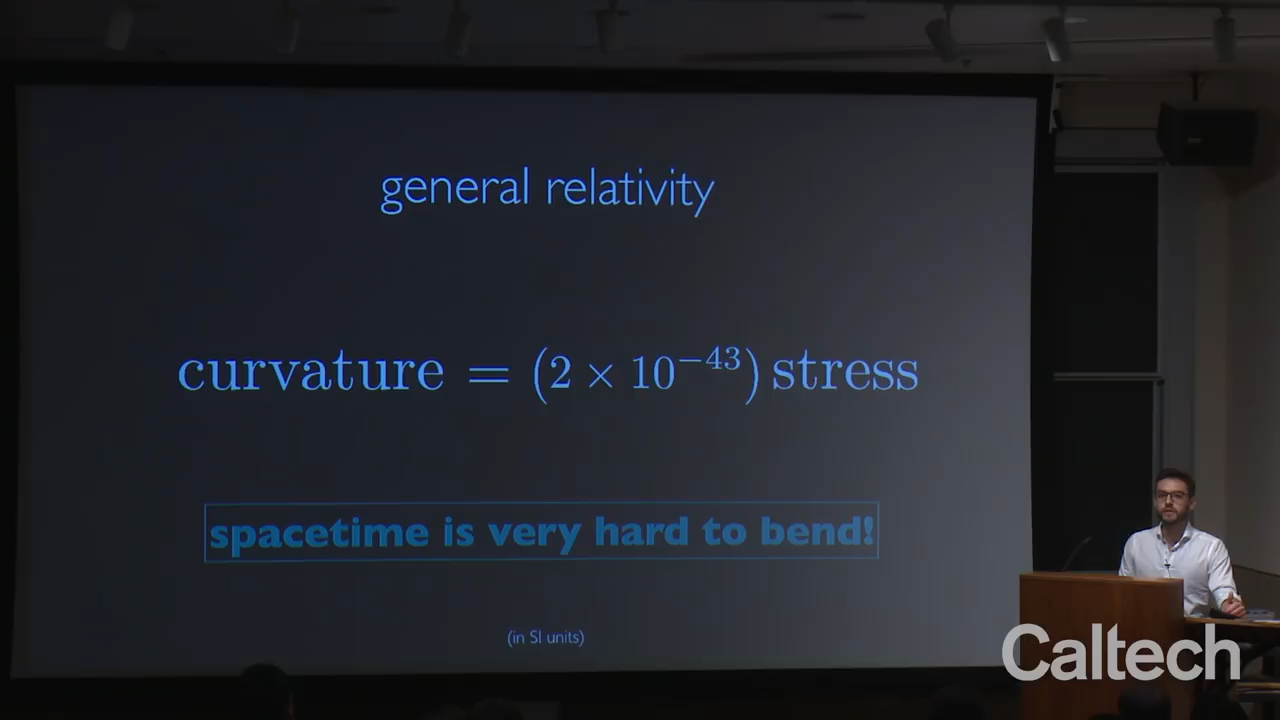 general relativity
curvature = (2 × 10⁻⁴³) stress
spacetime is very hard to bend!
(in SI units)
Caltech